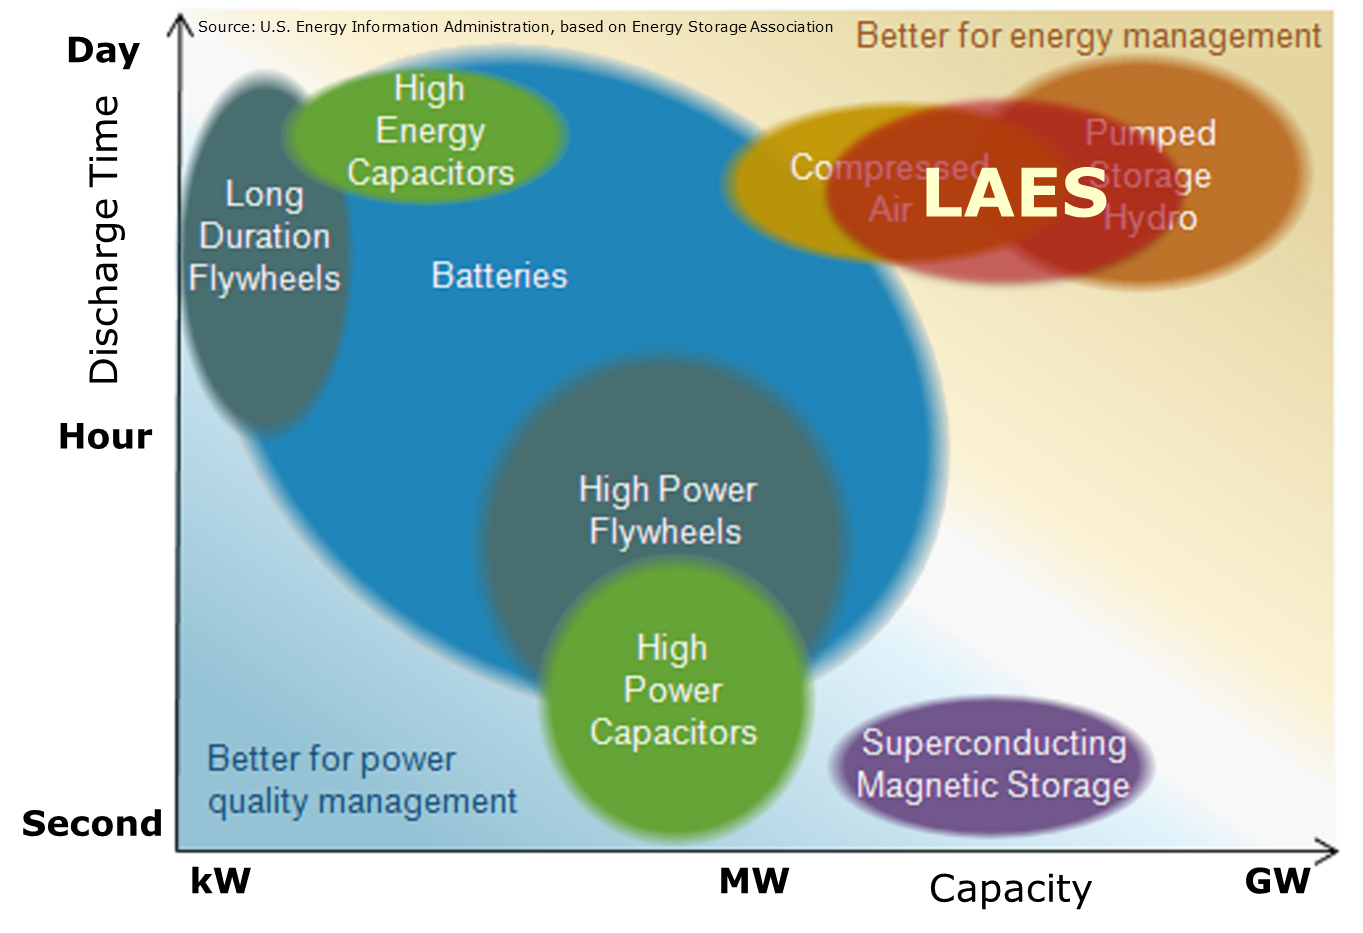 Source: U.S. Energy Information Administration, based on Energy Storage Association
Better for energy management
Day
Discharge Time
Hour
Second
High
Energy
Capacitors
Long
Duration
Flywheels
Batteries
Compressed
Air
LAES
Pumped
Storage
Hydro
High Power
Flywheels
High
Power
Capacitors
Superconducting
Magnetic Storage
Better for power
quality management
kW
MW
Capacity
GW